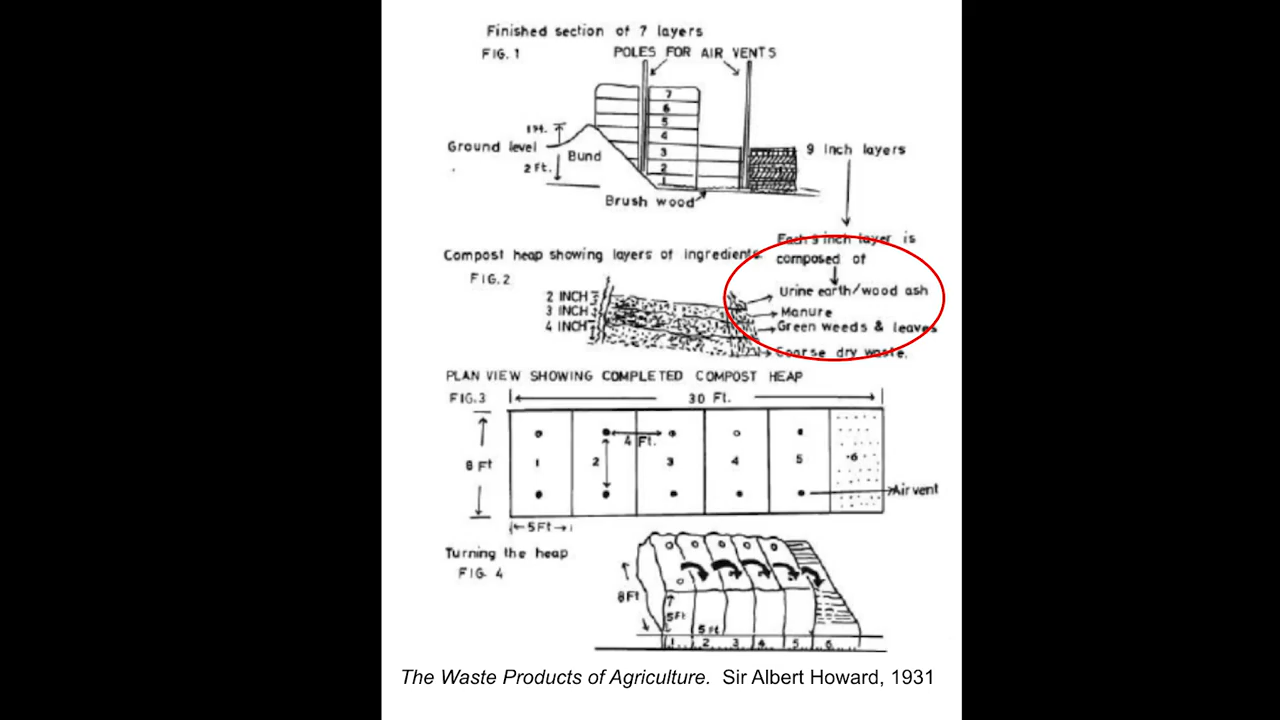 Finished section of 7 layers
FIG. 1
POLES FOR AIR VENTS
7
6
5
4
3
2
1
1 Ft.
Ground level
Bund
2 Ft.
9 Inch layers
Brush wood
Each 9 inch layer is
composed of
Compost heap showing layers of Ingredients
FIG. 2
2 INCH
3 INCH
4 INCH
Urine earth/wood ash
Manure
Green weeds & leaves
Coarse dry waste.
PLAN VIEW SHOWING COMPLETED COMPOST HEAP
FIG. 3
30 Ft.
4 Ft.
8 Ft
1 2 3 4 5 6
Air vent
5 Ft
Turning the heap
FIG. 4
8 Ft
5 Ft
5 Ft
1 2 3 4 5 6
The Waste Products of Agriculture. Sir Albert Howard, 1931